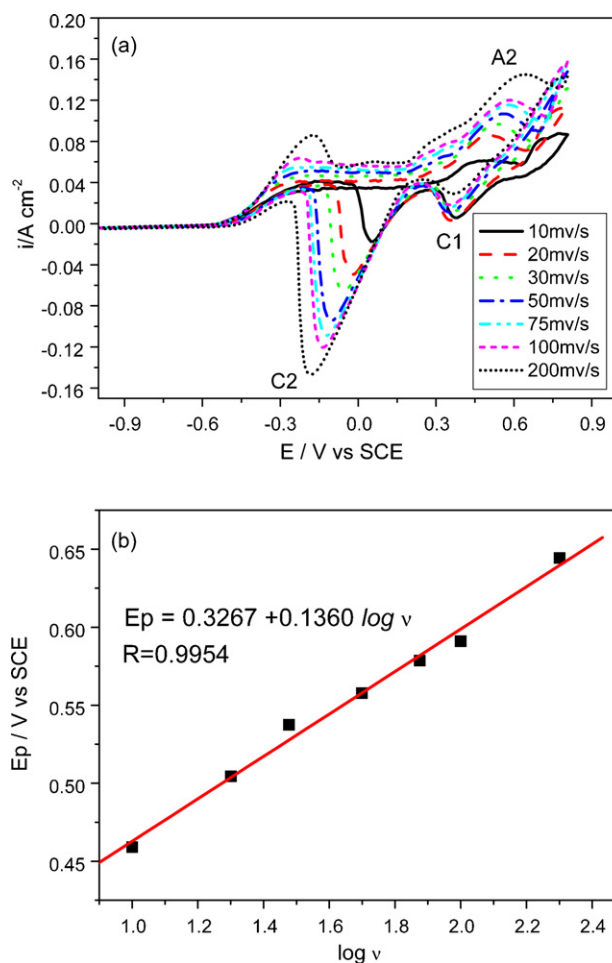 (a)
A2
C1
C2
0.20
0.16
0.12
0.08
0.04
0.00
-0.04
-0.08
-0.12
-0.16
i/A cm-2
10mv/s
20mv/s
30mv/s
50mv/s
75mv/s
100mv/s
200mv/s
-0.9 -0.6 -0.3 0.0 0.3 0.6 0.9
E / V vs SCE
(b)
Ep = 0.3267 +0.1360 log ν
R=0.9954
0.65
0.60
0.55
0.50
0.45
Ep / V vs SCE
1.0 1.2 1.4 1.6 1.8 2.0 2.2 2.4
log ν